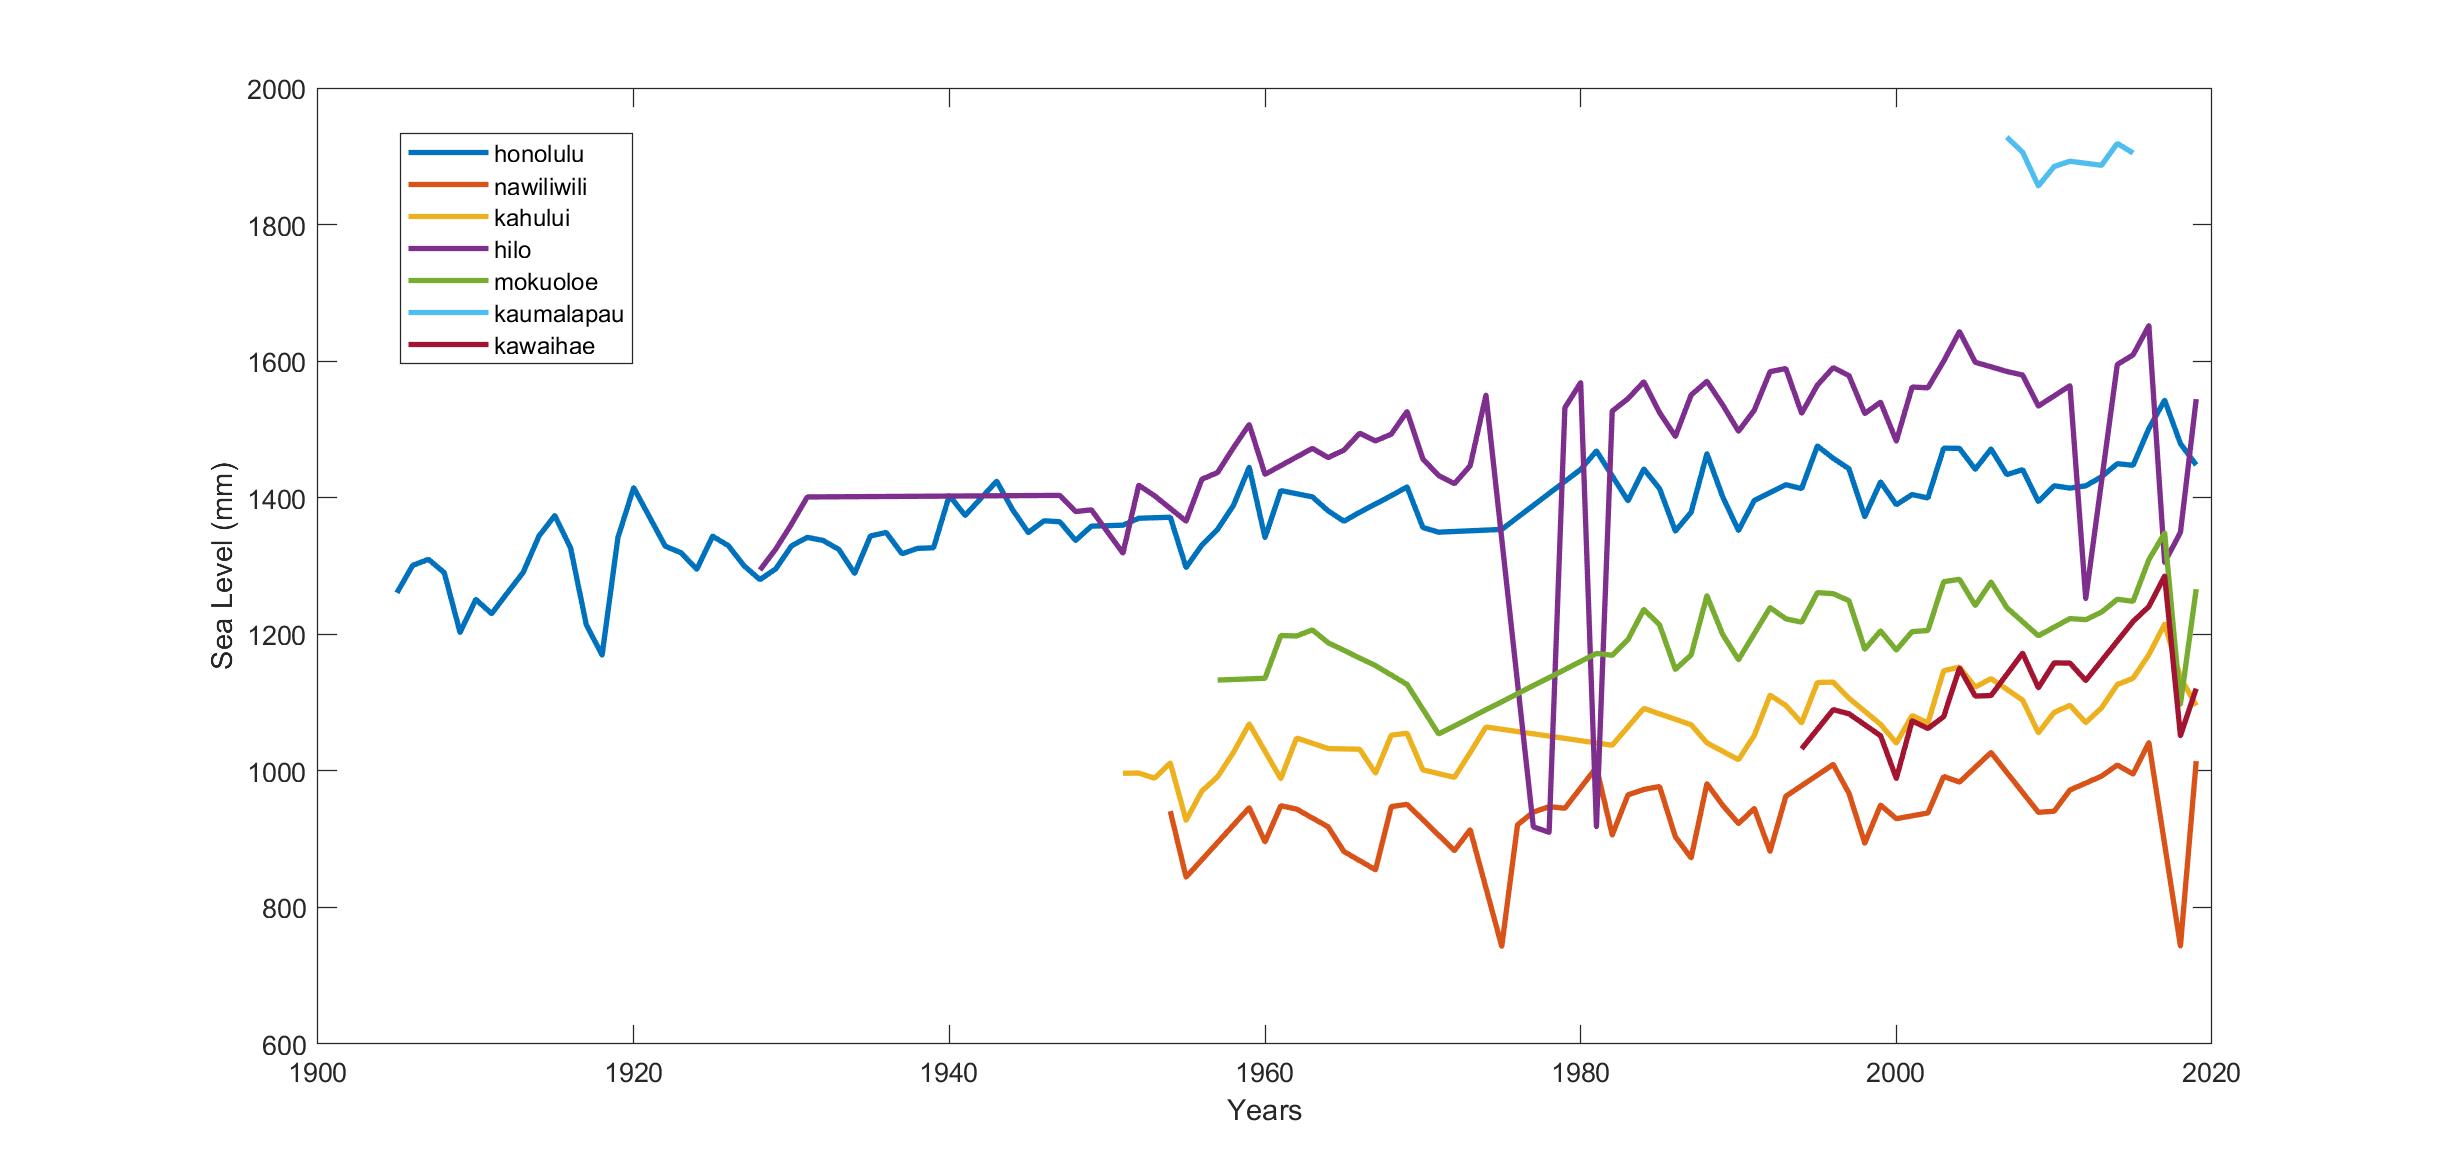 2000
1800
1600
1400
1200
1000
800
600
Sea Level (mm)
honolulu
nawiliwili
kahului
hilo
mokuoloe
kaumalapau
kawaihae
1900 1920 1940 1960 1980 2000 2020
Years